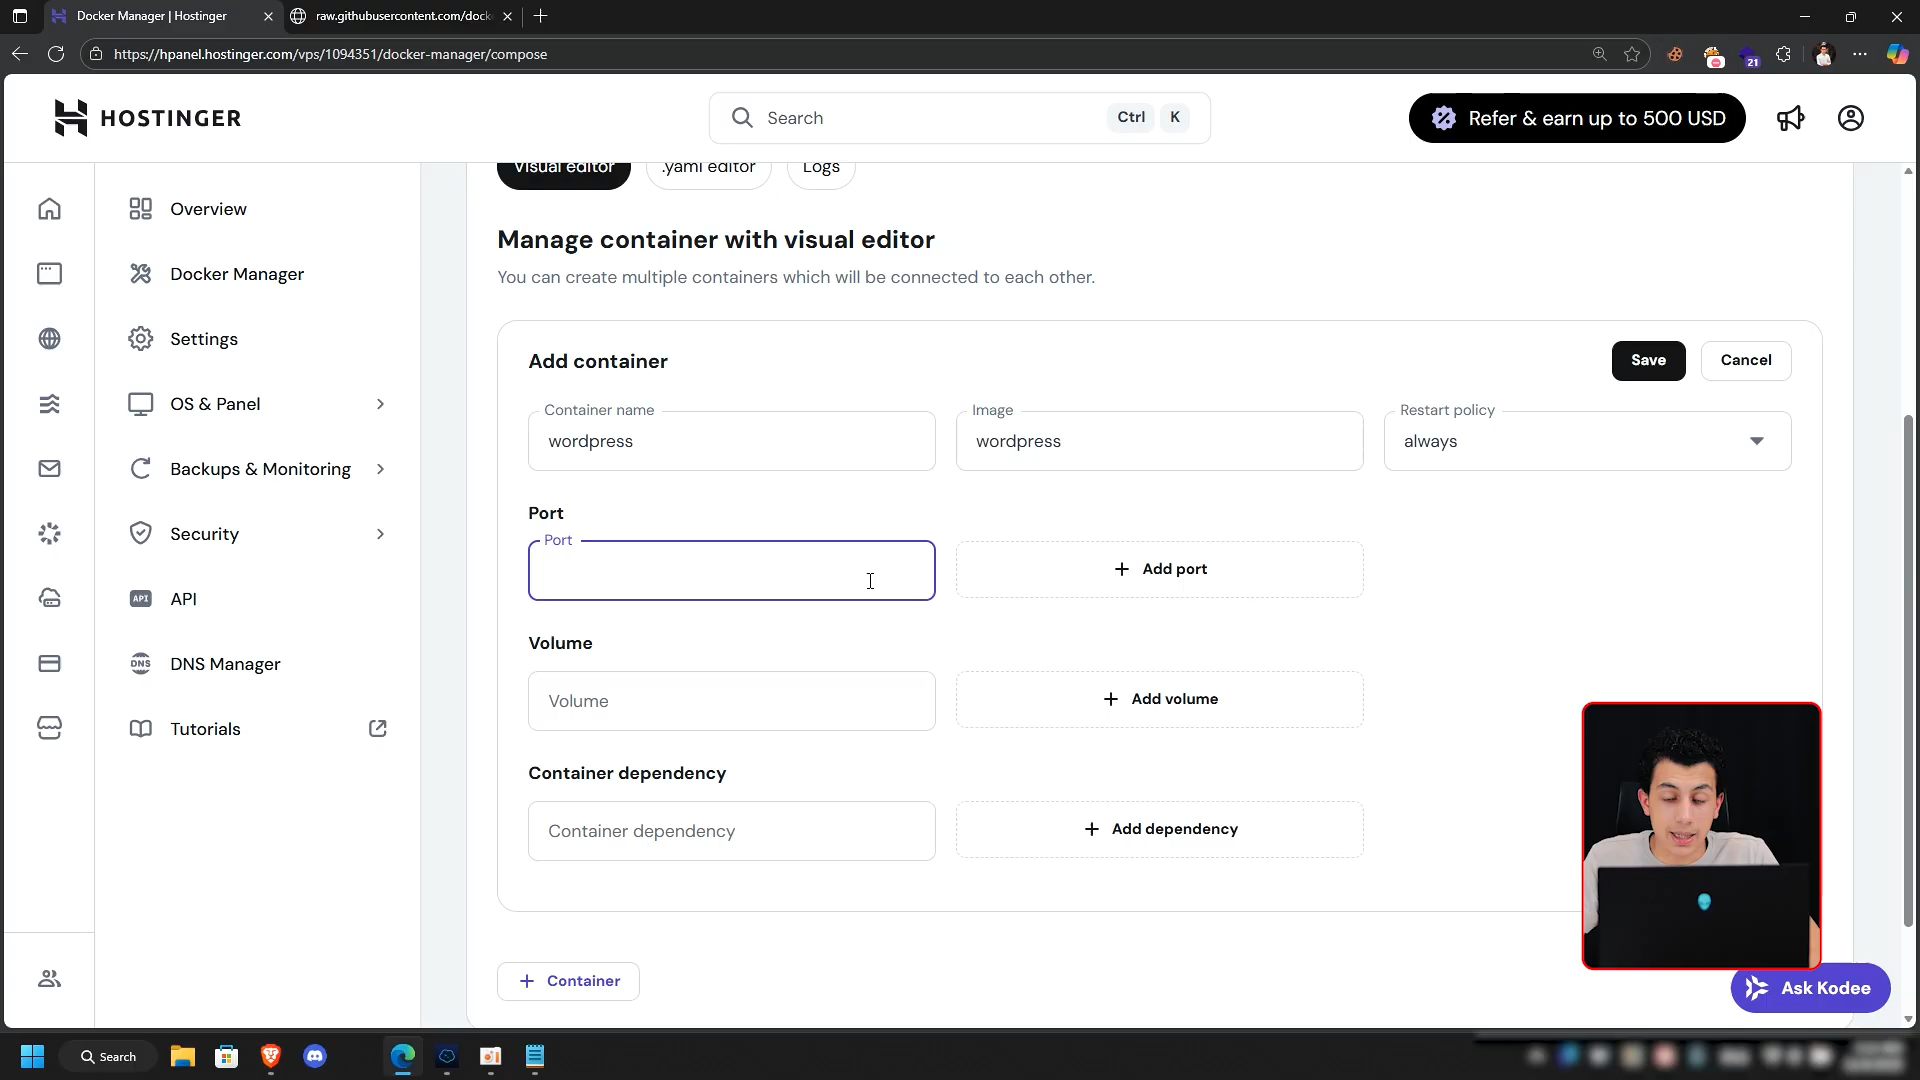 Docker Manager | Hostinger
raw.githubusercontent.com/dock
https://hpanel.hostinger.com/vps/1094351/docker-manager/compose
21
HOSTINGER
Search
Ctrl
K
Refer & earn up to 500 USD
Visual editor
.yaml editor
Logs
Overview
Docker Manager
Settings
OS & Panel
Backups & Monitoring
Security
API
API
DNS
DNS Manager
Tutorials
Manage container with visual editor
You can create multiple containers which will be connected to each other.
Add container
Save
Cancel
Container name
wordpress
Image
wordpress
Restart policy
always
Port
Port
Add port
Volume
Volume
Add volume
Container dependency
Container dependency
Add dependency
Container
Ask Kodee
Search